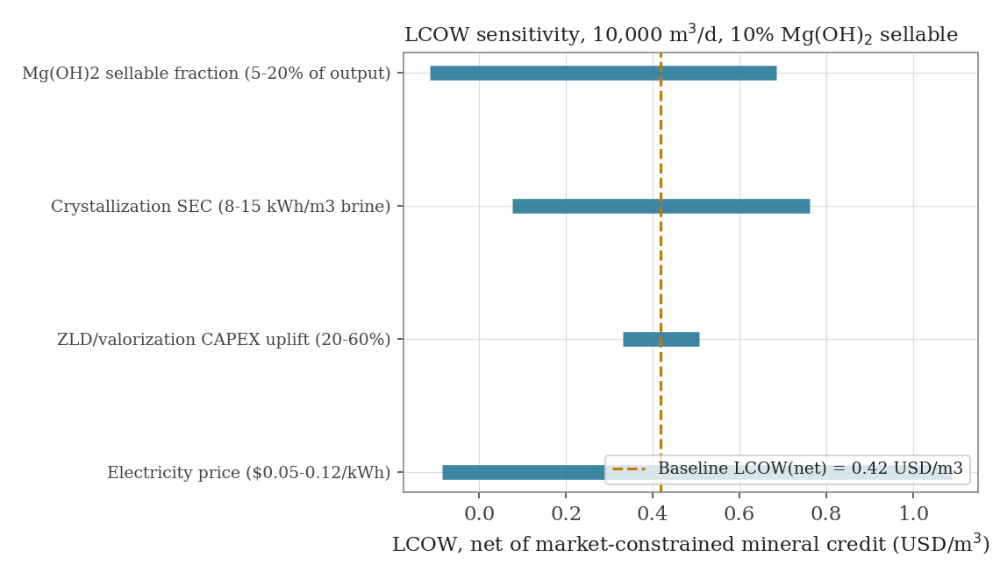 LCOW sensitivity, 10,000 m³/d, 10% Mg(OH)₂ sellable
Mg(OH)2 sellable fraction (5-20% of output)
Crystallization SEC (8-15 kWh/m3 brine)
ZLD/valorization CAPEX uplift (20-60%)
Electricity price ($0.05-0.12/kWh)
Baseline LCOW(net) = 0.42 USD/m3
0.0 0.2 0.4 0.6 0.8 1.0
LCOW, net of market-constrained mineral credit (USD/m³)